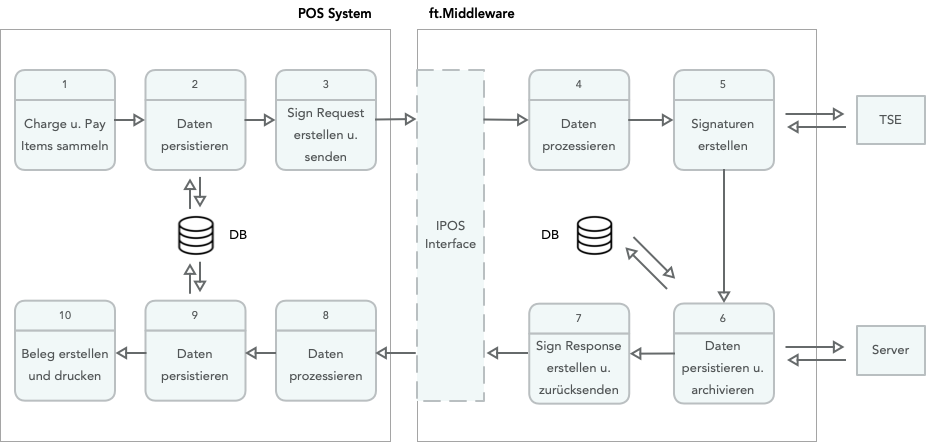 POS System
ft.Middleware
1
Charge u. Pay
Items sammeln
2
Daten
persistieren
3
Sign Request
erstellen u.
senden
4
Daten
prozessieren
5
Signaturen
erstellen
TSE
DB
IPOS
Interface
DB
10
Beleg erstellen
und drucken
9
Daten
persistieren
8
Daten
prozessieren
7
Sign Response
erstellen u.
zurücksenden
6
Daten
persistieren u.
archivieren
Server